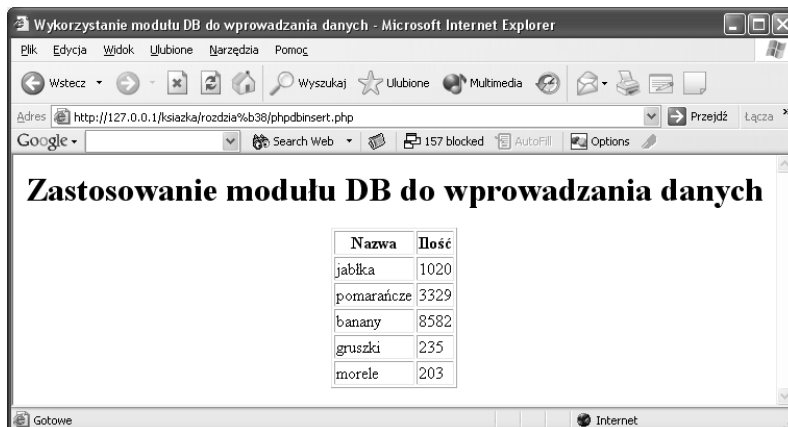 Wykorzystanie modułu DB do wprowadzania danych - Microsoft Internet Explorer
Plik Edycja Widok Ulubione Narzędzia Pomoc
Wstecz Wyszukaj Ulubione Multimedia
Adres http://127.0.0.1/ksiazka/rozdzia%b38/phpdbinsert.php Przejdź Łącza »
Google Search Web 157 blocked AutoFill Options
Zastosowanie modułu DB do wprowadzania danych
Nazwa Ilość
jabłka 1020
pomarańcze 3329
banany 8582
gruszki 235
morele 203
Gotowe Internet